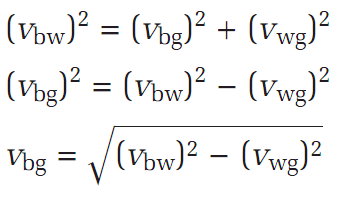 (v_bw)² = (v_bg)² + (v_wg)²
(v_bg)² = (v_bw)² − (v_wg)²
v_bg = √((v_bw)² − (v_wg)²)